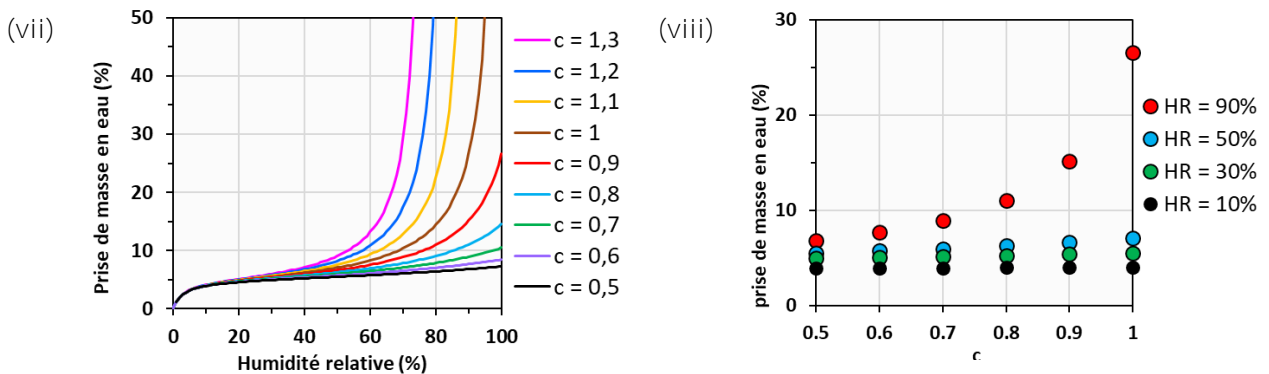 (vii)
50
40
30
20
10
0
Prise de masse en eau (%)
0 20 40 60 80 100
Humidité relative (%)
c = 1,3
c = 1,2
c = 1,1
c = 1
c = 0,9
c = 0,8
c = 0,7
c = 0,6
c = 0,5
(viii)
30
20
10
0
prise de masse en eau (%)
0.5 0.6 0.7 0.8 0.9 1
c
HR = 90%
HR = 50%
HR = 30%
HR = 10%